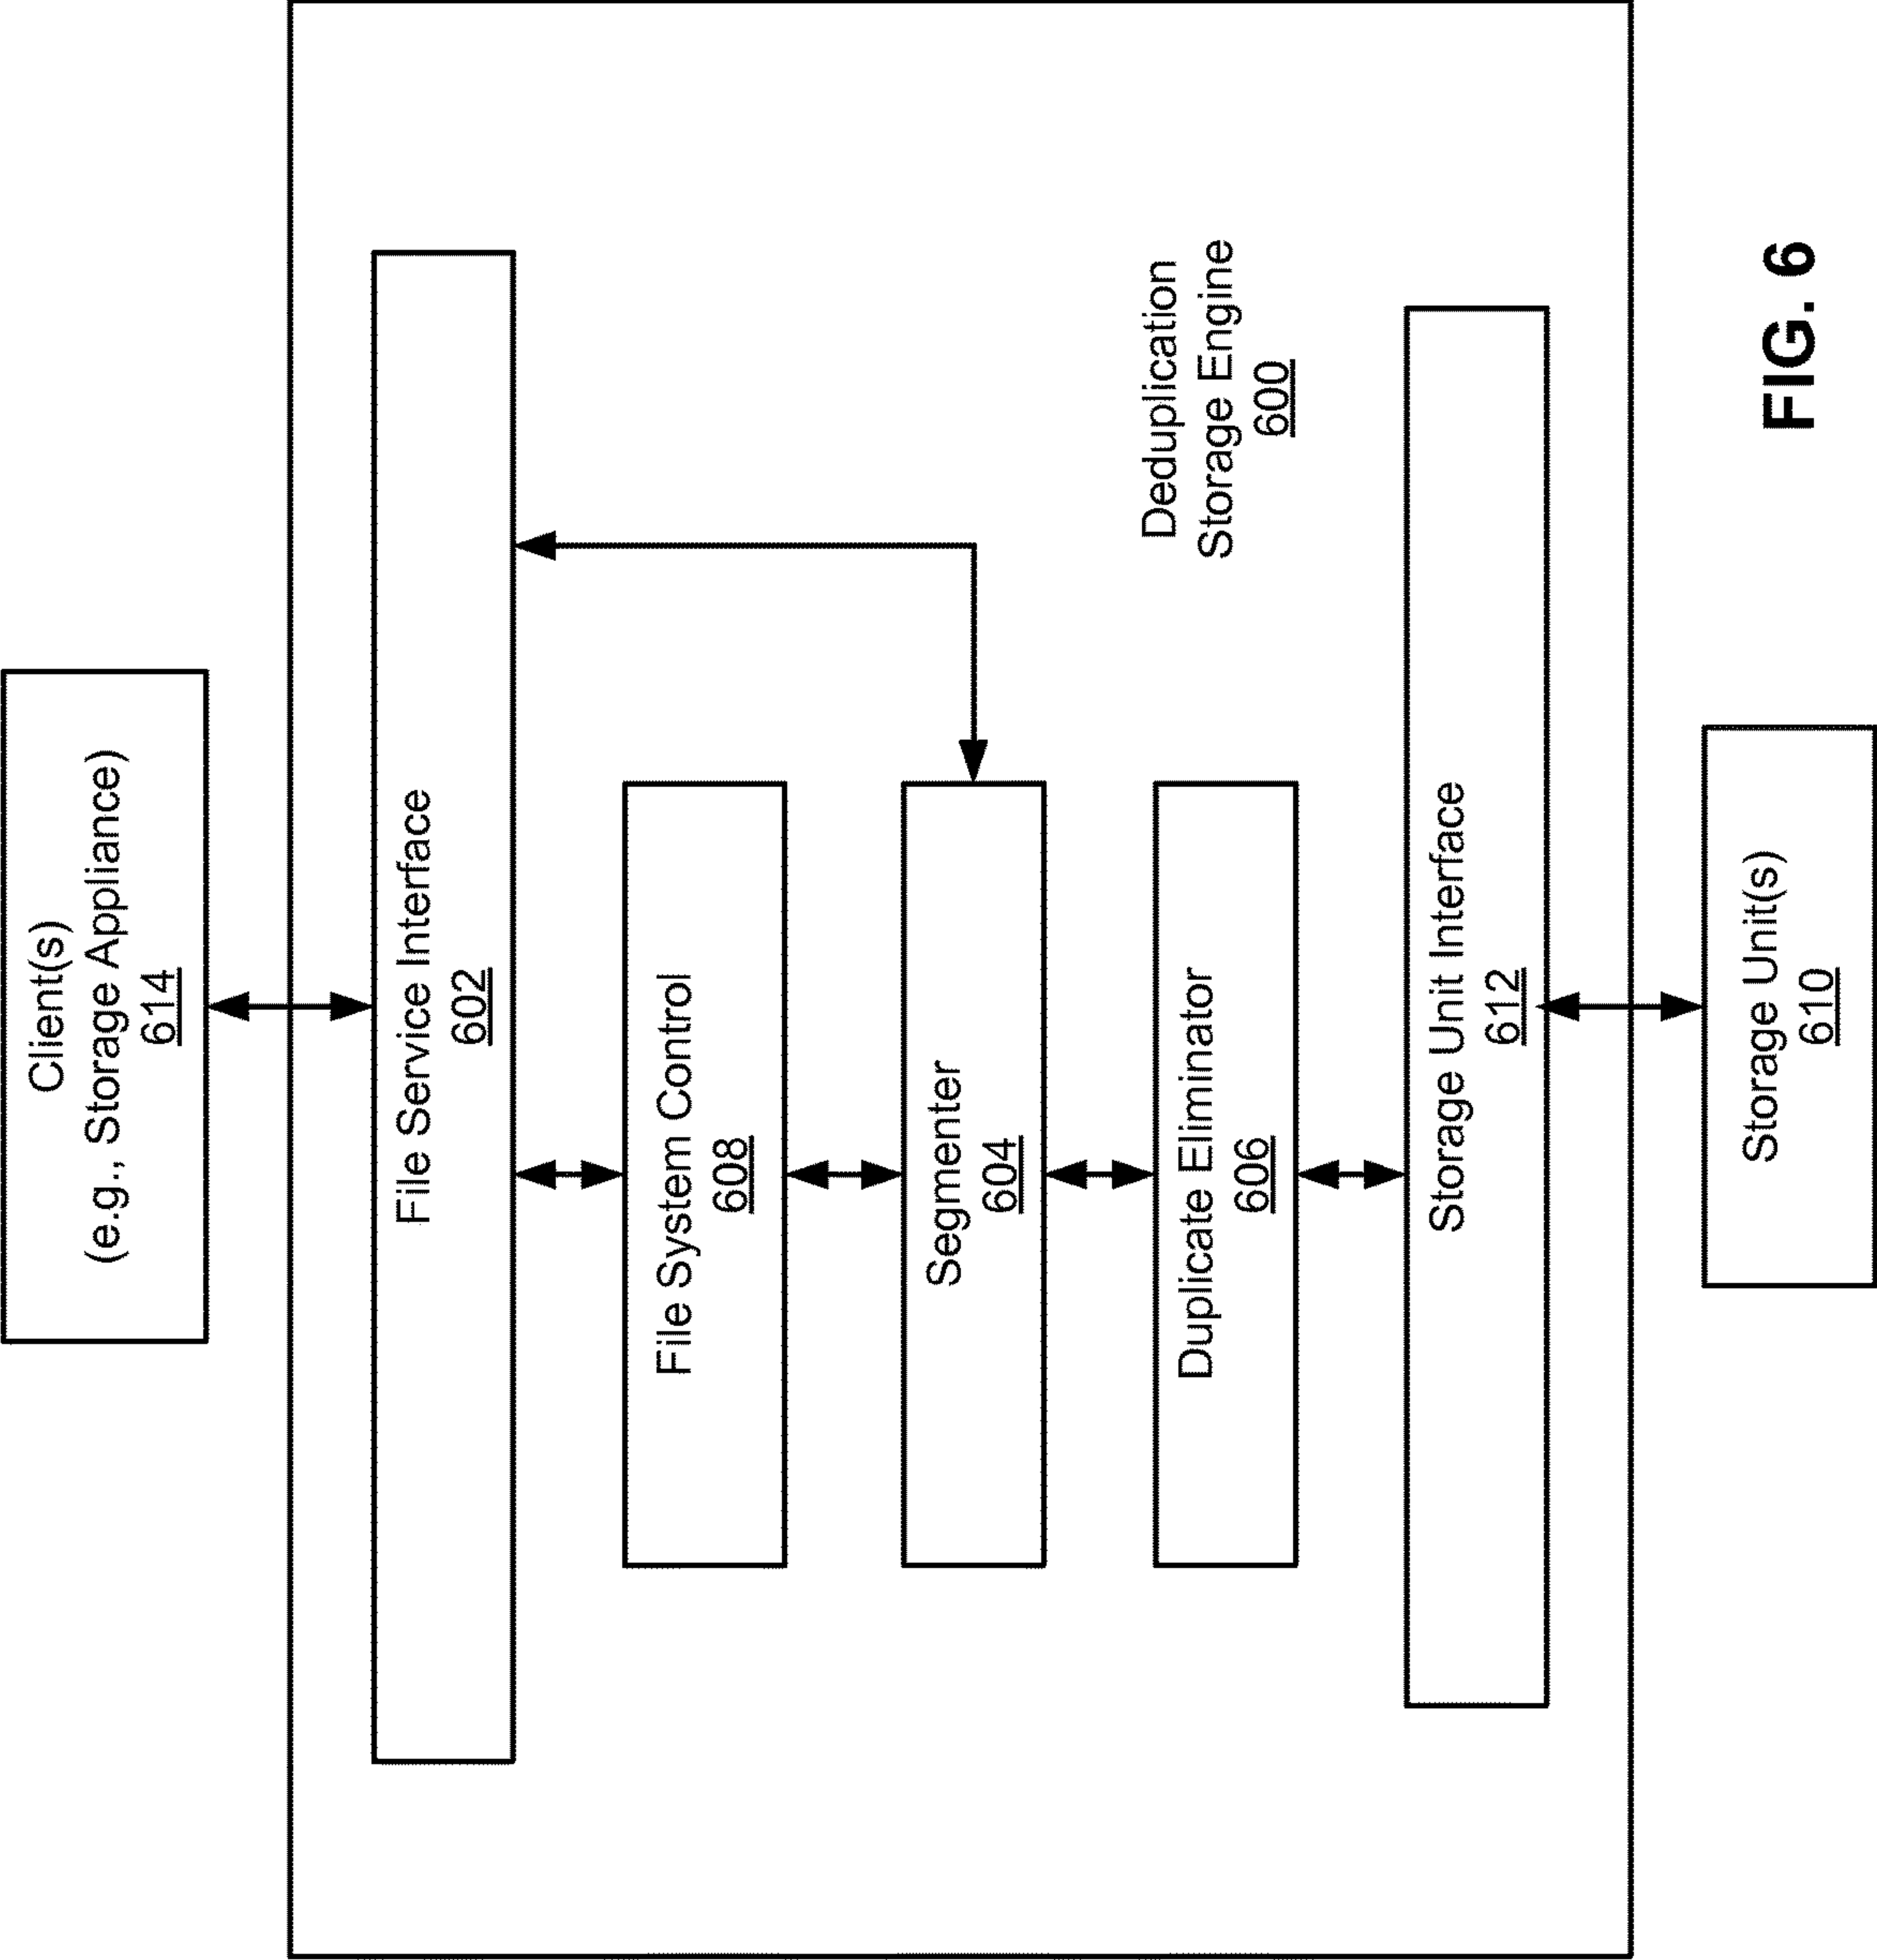 Client(s)
(e.g., Storage Appliance)
614
File Service Interface
602
File System Control
608
Segmenter
604
Duplicate Eliminator
606
Deduplication
Storage Engine
600
Storage Unit Interface
612
Storage Unit(s)
610
FIG. 6